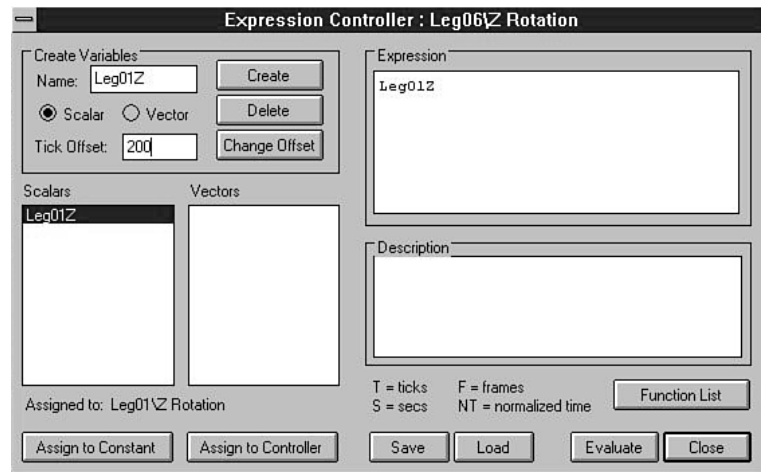 Expression Controller : Leg06\Z Rotation
Create Variables
Name: Leg01Z
Create
Scalar Vector
Delete
Tick Offset: 200
Change Offset
Scalars Vectors
Leg01Z
Assigned to: Leg01\Z Rotation
Assign to Constant
Assign to Controller
Expression
Leg01Z
Description
T = ticks F = frames
S = secs NT = normalized time
Function List
Save
Load
Evaluate
Close